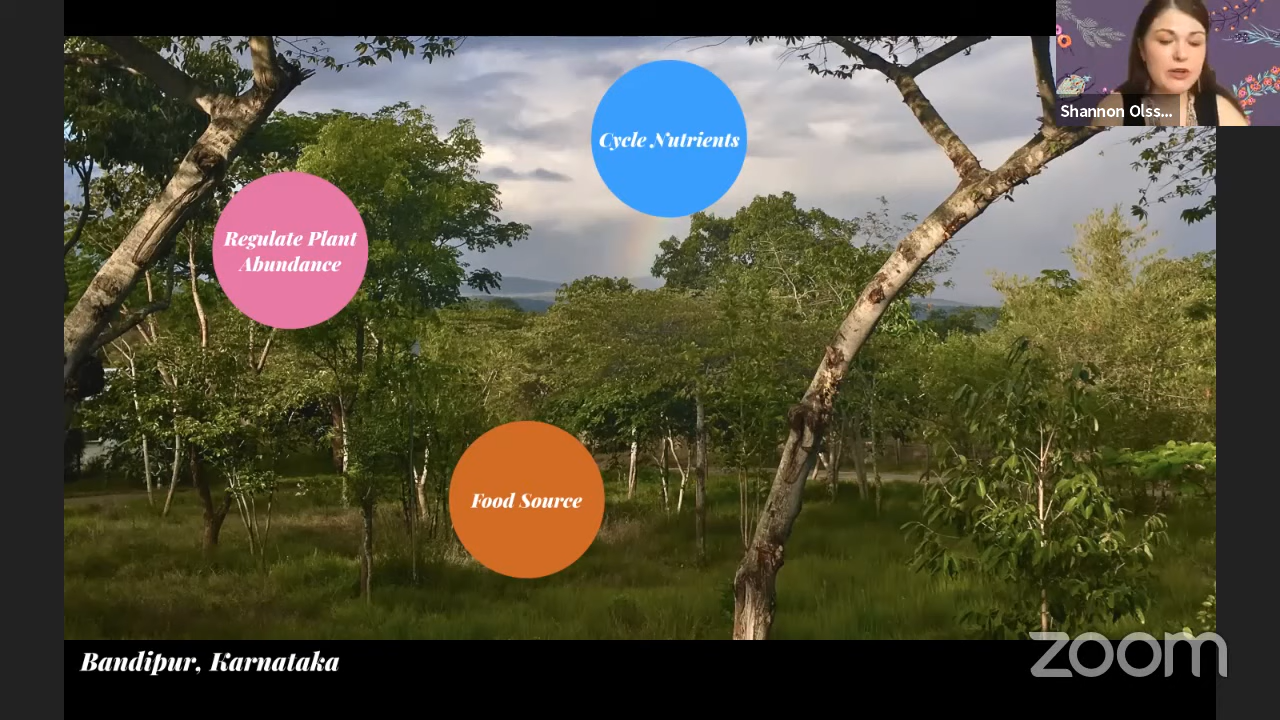 Shannon Olss...
Cycle Nutrients
Regulate Plant
Abundance
Food Source
Bandipur, Karnataka
zoom